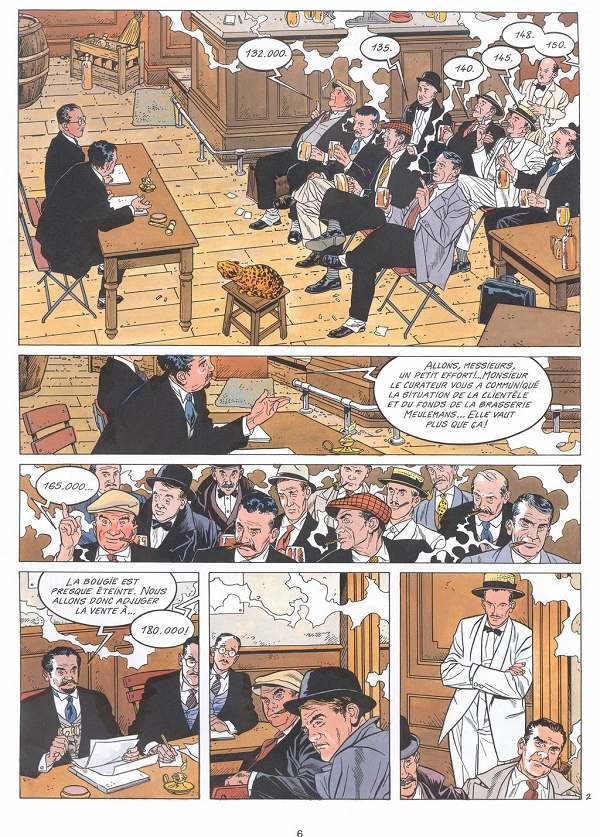 132.000.
135.
140.
145.
148.
150.
ALLONS, MESSIEURS,
UN PETIT EFFORT!...MONSIEUR
LE CURATEUR VOUS A COMMUNIQUÉ
LA SITUATION DE LA CLIENTÈLE
ET DU FONDS DE LA BRASSERIE
MEULEMANS... ELLE VAUT
PLUS QUE ÇA!
165.000...
LA BOUGIE EST
PRESQUE ÉTEINTE. NOUS
ALLONS DONC ADJUGER
LA VENTE À...
180.000!
2
6